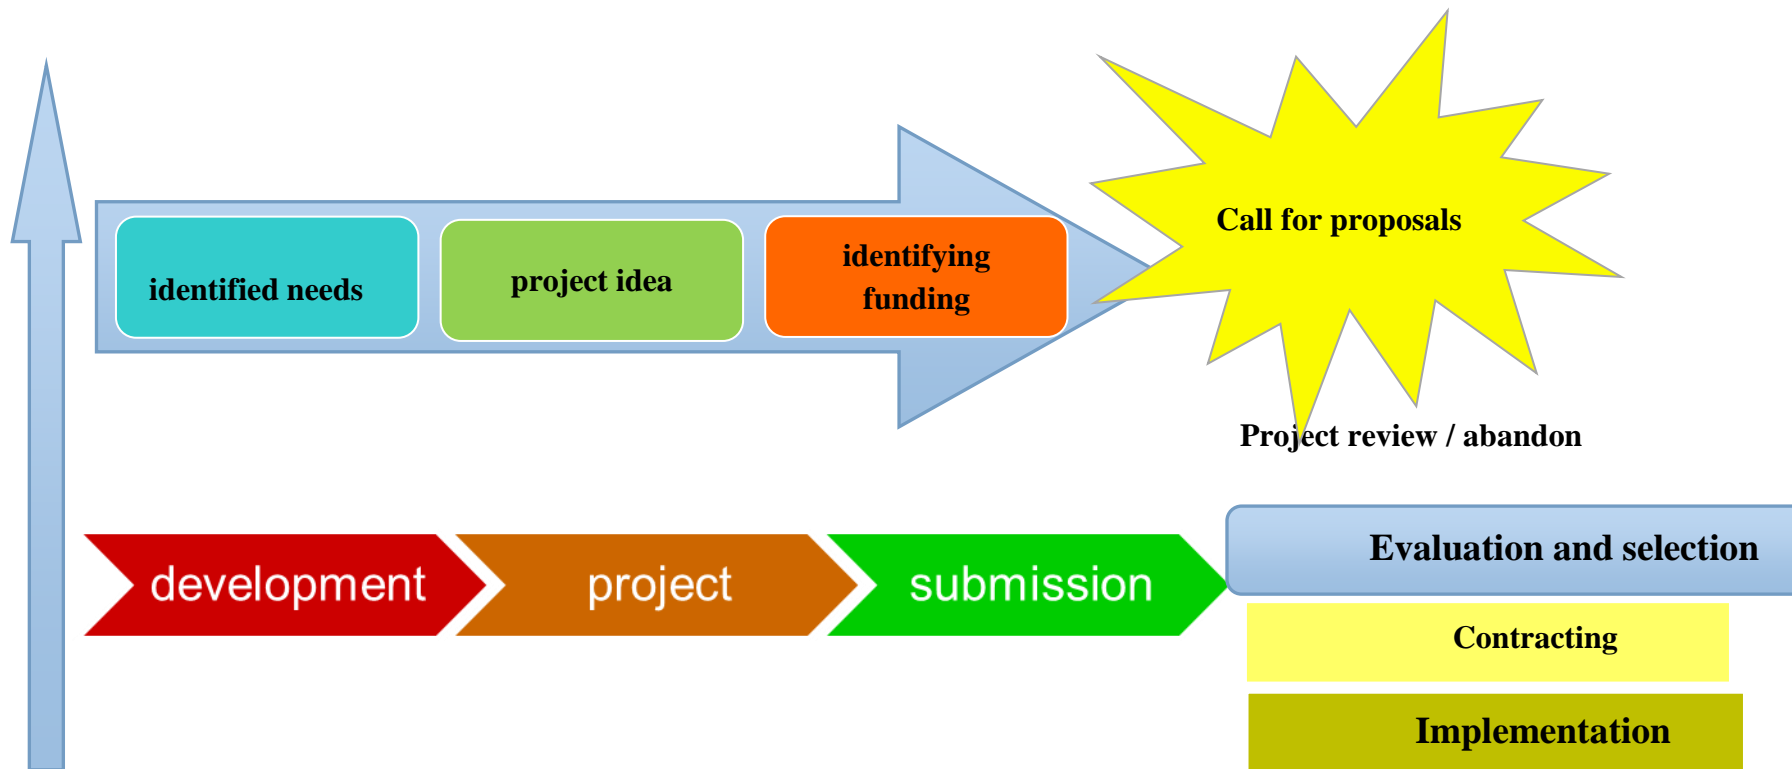 identified needs
project idea
identifying
funding
Call for proposals
Project review / abandon
development
project
submission
Evaluation and selection
Contracting
Implementation